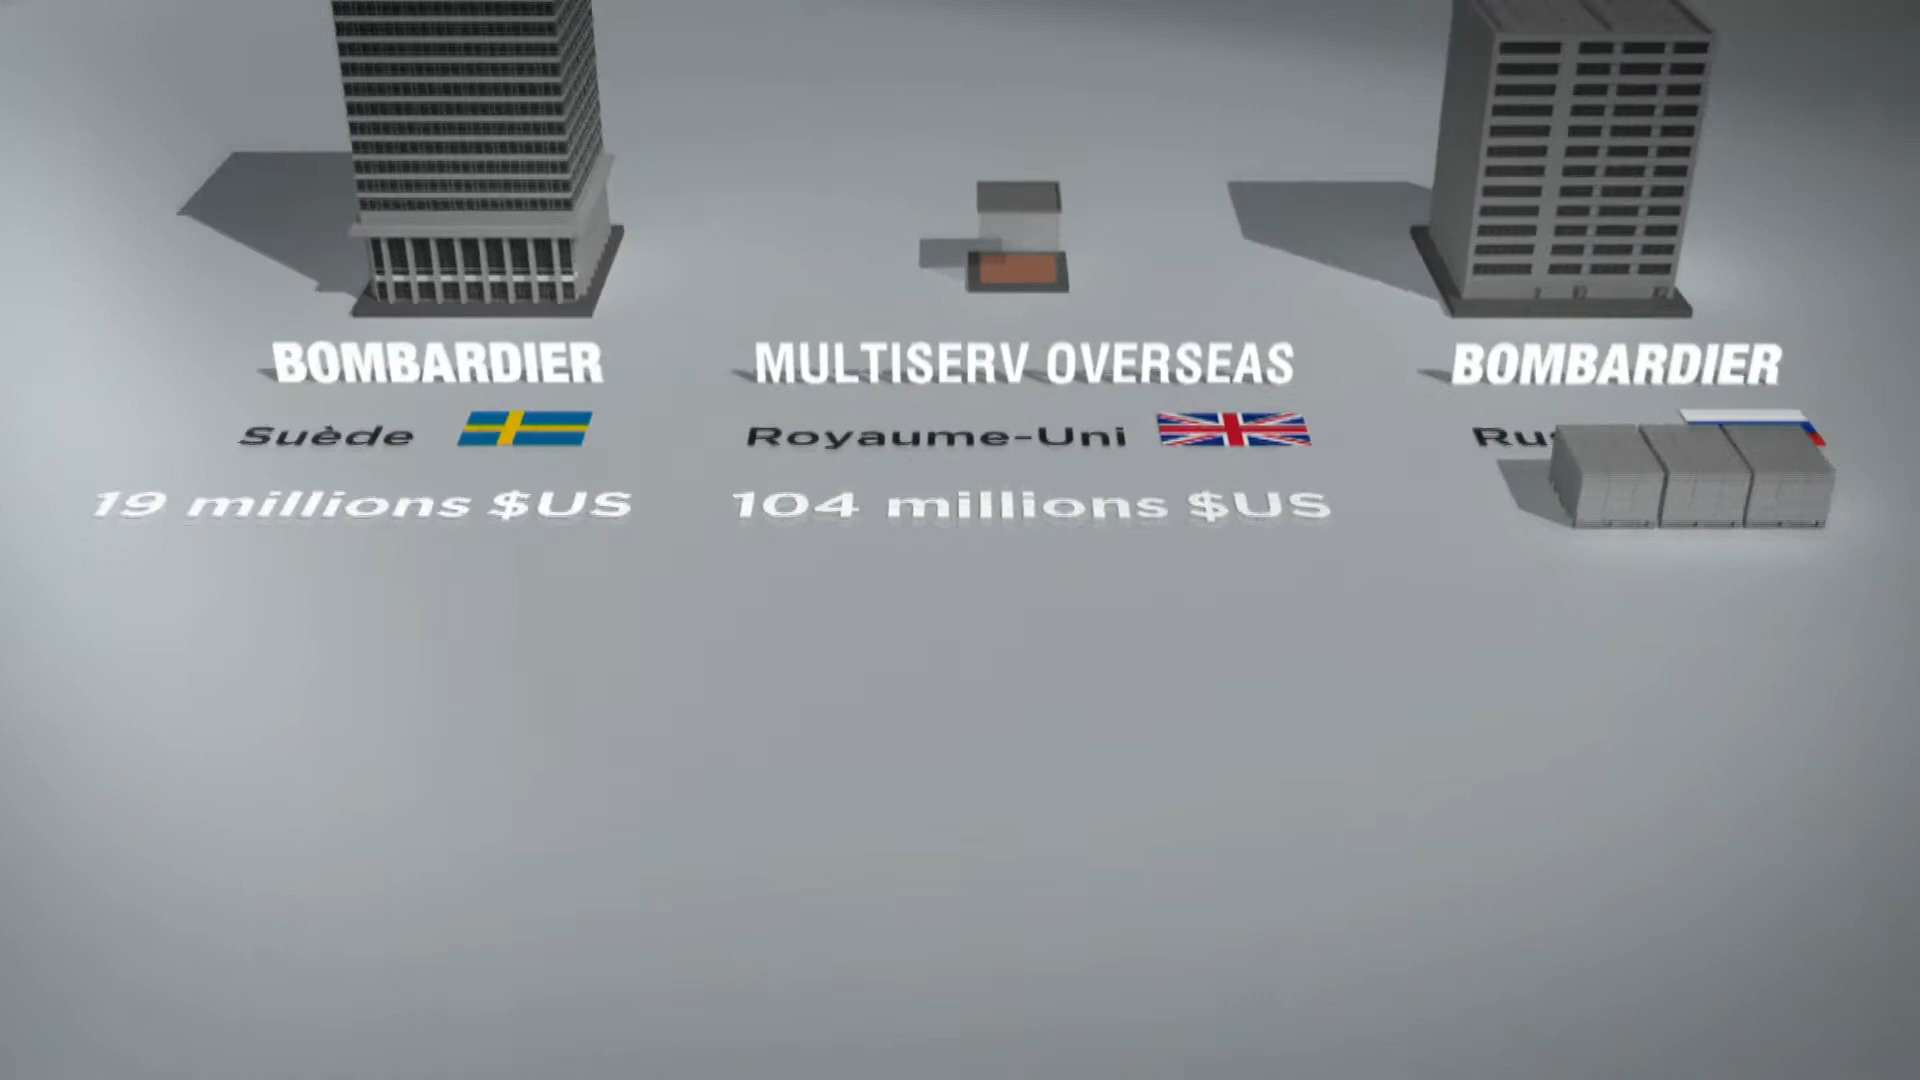 BOMBARDIER
Suède
19 millions $US
MULTISERV OVERSEAS
Royaume-Uni
104 millions $US
BOMBARDIER